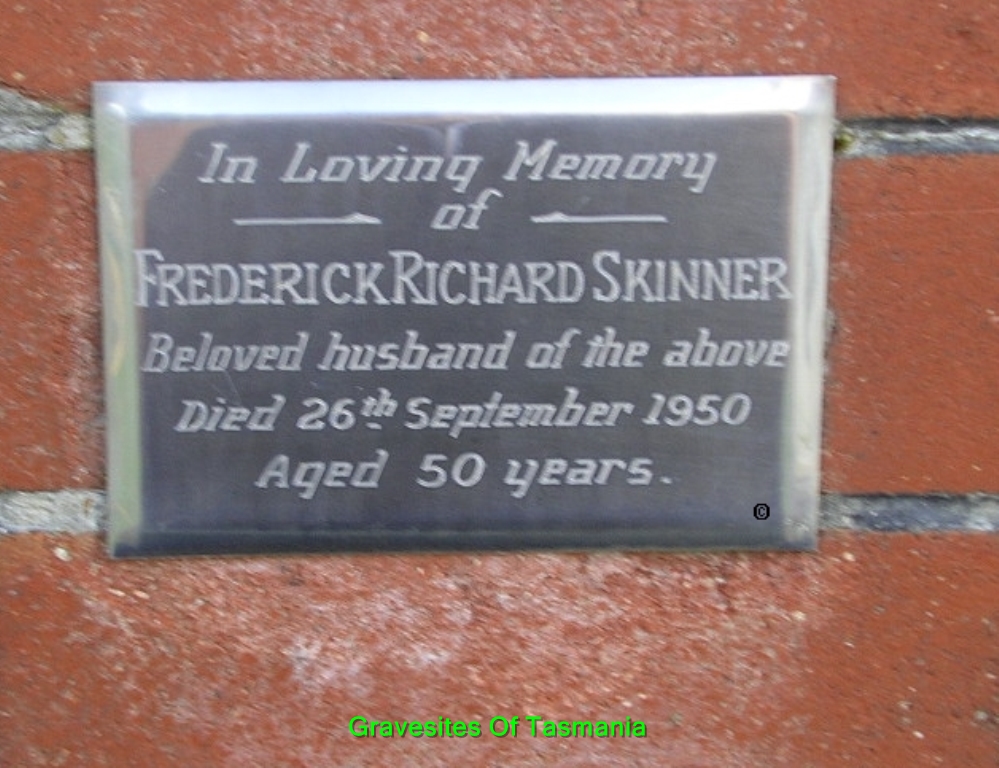 In Loving Memory
of
FREDERICK RICHARD SKINNER
Beloved husband of the above
Died 26th September 1950
Aged 50 years.
©
Gravesites Of Tasmania